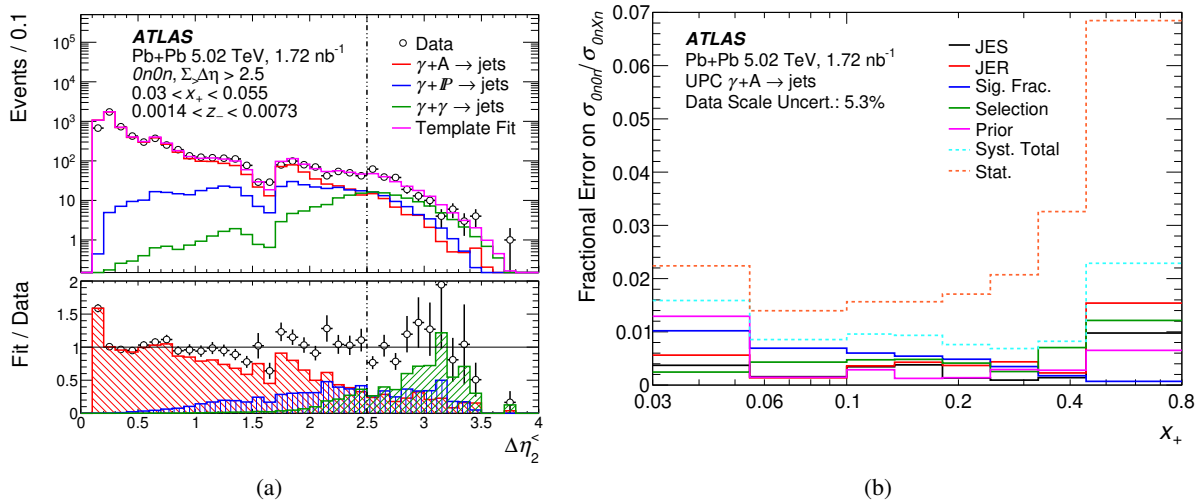 Events / 0.1
10⁵
10⁴
10³
10²
10
1
ATLAS
Pb+Pb 5.02 TeV, 1.72 nb⁻¹
0n0n, Σ_>Δη > 2.5
0.03 < x₊ < 0.055
0.0014 < z₋ < 0.0073
Data
γ+A → jets
γ+IP → jets
γ+γ → jets
Template Fit
Fit / Data
2
1.5
1
0.5
0
0 0.5 1 1.5 2 2.5 3 3.5 4
Δη₂^<
(a)
Fractional Error on σ_0n0n/σ_0nXn
0.07
0.06
0.05
0.04
0.03
0.02
0.01
0
ATLAS
Pb+Pb 5.02 TeV, 1.72 nb⁻¹
UPC γ+A → jets
Data Scale Uncert.: 5.3%
JES
JER
Sig. Frac.
Selection
Prior
Syst. Total
Stat.
0.03 0.06 0.1 0.2 0.4 0.8
x₊
(b)